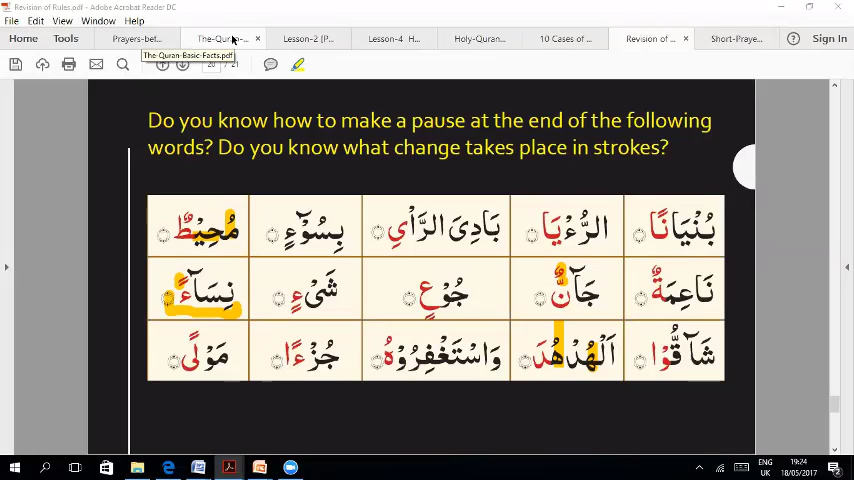 Revision of Rules.pdf - Adobe Acrobat Reader DC
File Edit View Window Help
Home Tools Prayers-bef... The-Quran-... Lesson-2 (P... Lesson-4 H... Holy-Quran... 10 Cases of ... Revision of ... Short-Praye... Sign In
The-Quran-Basic-Facts.pdf
20 / 21
Do you know how to make a pause at the end of the following
words? Do you know what change takes place in strokes?
بُنْيَانًا الرُّءْيَا بَادِىَ الرَّاْىِ بِسُوْٓءٍ مُحِيْطٌ
نَاعِمَةٌ جَآنٌّ جُوْعٍ شَىْءٍ نِسَآءً
شَآقُّوا اَلْهُدْهُدَ وَاسْتَغْفِرُوْهُ جُزْءًا مَوْلًى
ENG 19:24
UK 18/05/2017